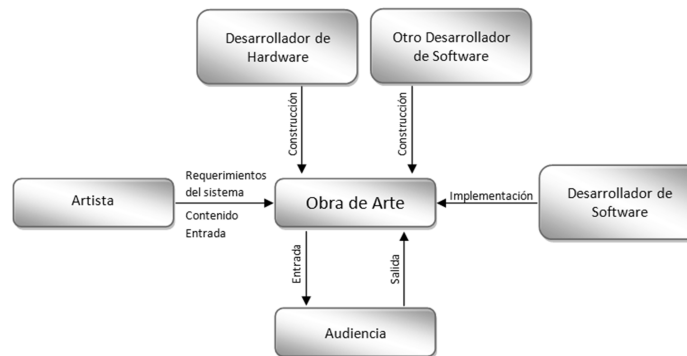 Desarrollador de
Hardware
Otro Desarrollador
de Software
Construcción
Construcción
Artista
Requerimientos
del sistema
Contenido
Entrada
Obra de Arte
Implementación
Desarrollador de
Software
Entrada
Salida
Audiencia